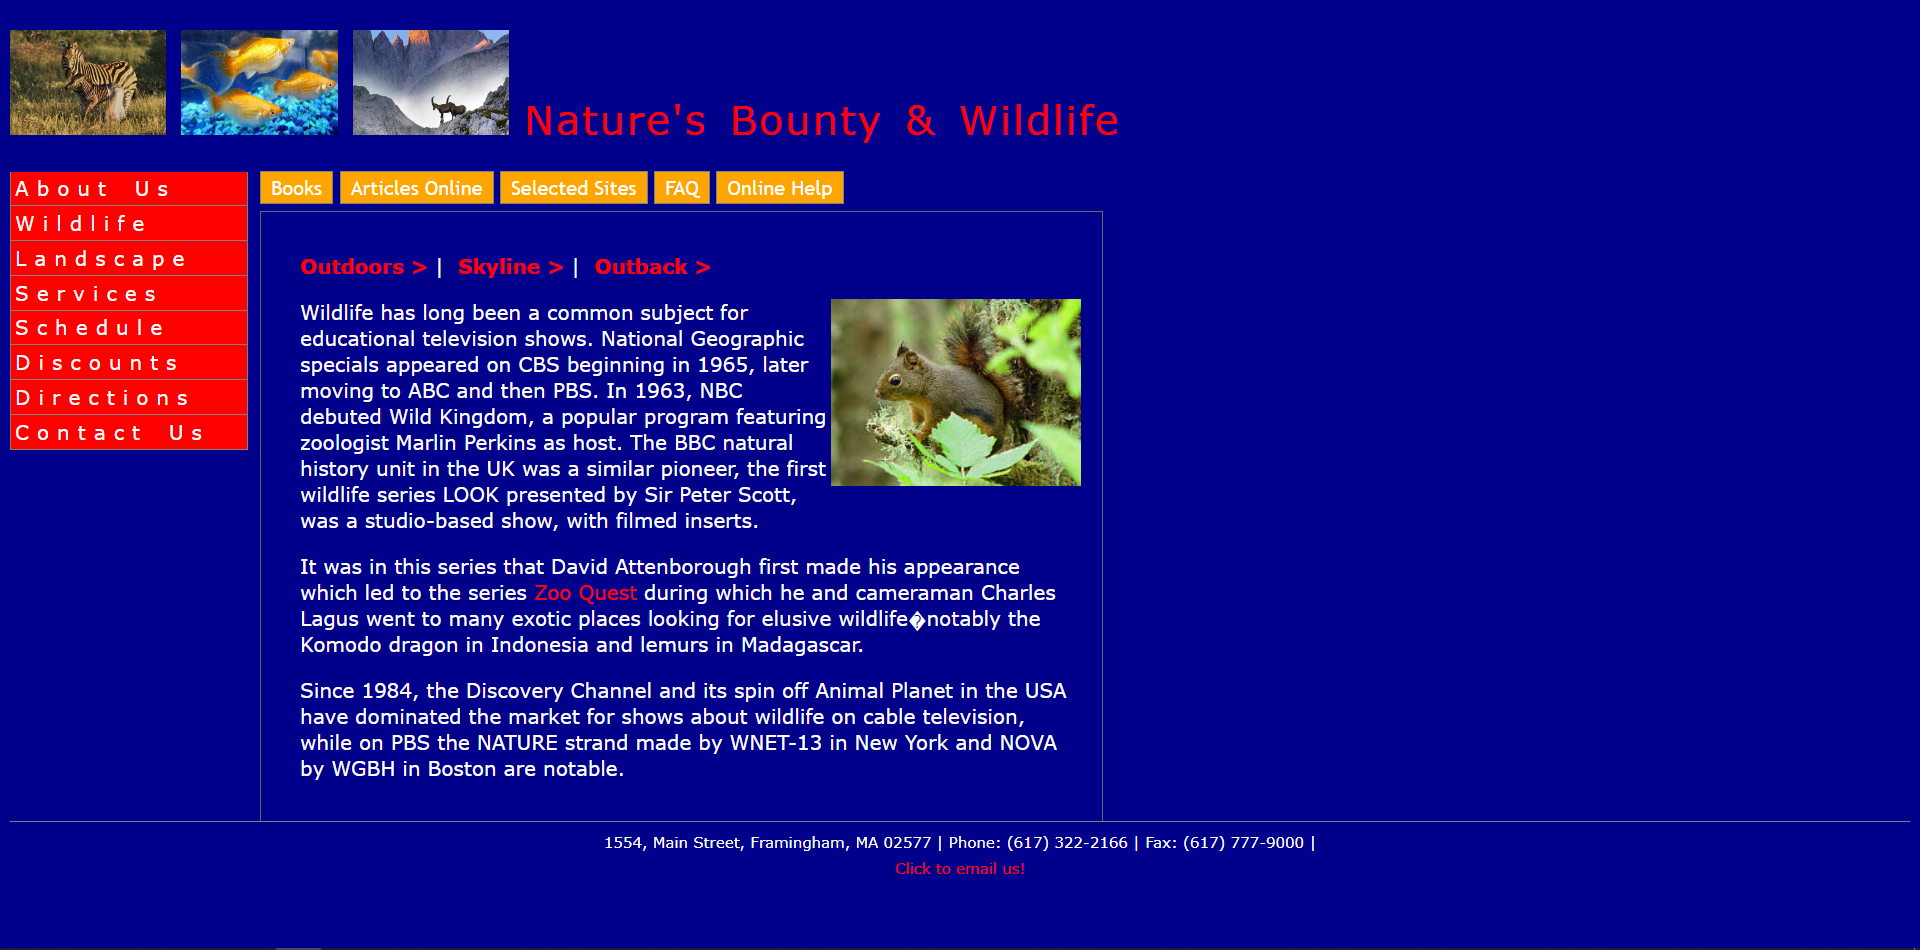 Nature's Bounty & Wildlife
About Us
Wildlife
Landscape
Services
Schedule
Discounts
Directions
Contact Us
Books
Articles Online
Selected Sites
FAQ
Online Help
Outdoors > | Skyline > | Outback >
Wildlife has long been a common subject for
educational television shows. National Geographic
specials appeared on CBS beginning in 1965, later
moving to ABC and then PBS. In 1963, NBC
debuted Wild Kingdom, a popular program featuring
zoologist Marlin Perkins as host. The BBC natural
history unit in the UK was a similar pioneer, the first
wildlife series LOOK presented by Sir Peter Scott,
was a studio-based show, with filmed inserts.
It was in this series that David Attenborough first made his appearance
which led to the series Zoo Quest during which he and cameraman Charles
Lagus went to many exotic places looking for elusive wildlife�notably the
Komodo dragon in Indonesia and lemurs in Madagascar.
Since 1984, the Discovery Channel and its spin off Animal Planet in the USA
have dominated the market for shows about wildlife on cable television,
while on PBS the NATURE strand made by WNET-13 in New York and NOVA
by WGBH in Boston are notable.
1554, Main Street, Framingham, MA 02577 | Phone: (617) 322-2166 | Fax: (617) 777-9000 |
Click to email us!